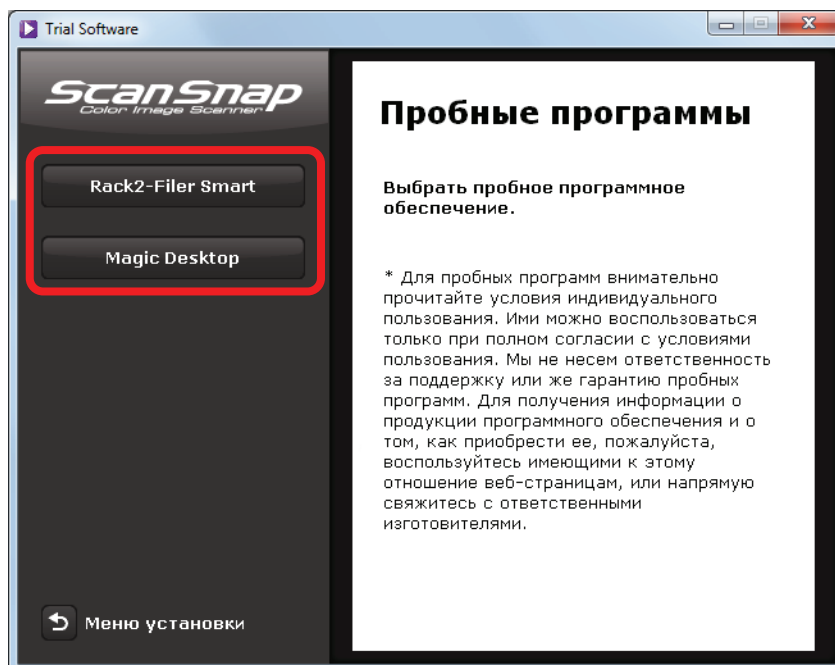 Trial Software
ScanSnap
Color Image Scanner
Rack2-Filer Smart
Magic Desktop
Меню установки
Пробные программы
Выбрать пробное программное
обеспечение.
* Для пробных программ внимательно
прочитайте условия индивидуального
пользования. Ими можно воспользоваться
только при полном согласии с условиями
пользования. Мы не несем ответственность
за поддержку или же гарантию пробных
программ. Для получения информации о
продукции программного обеспечения и о
том, как приобрести ее, пожалуйста,
воспользуйтесь имеющими к этому
отношение веб-страницам, или напрямую
свяжитесь с ответственными
изготовителями.